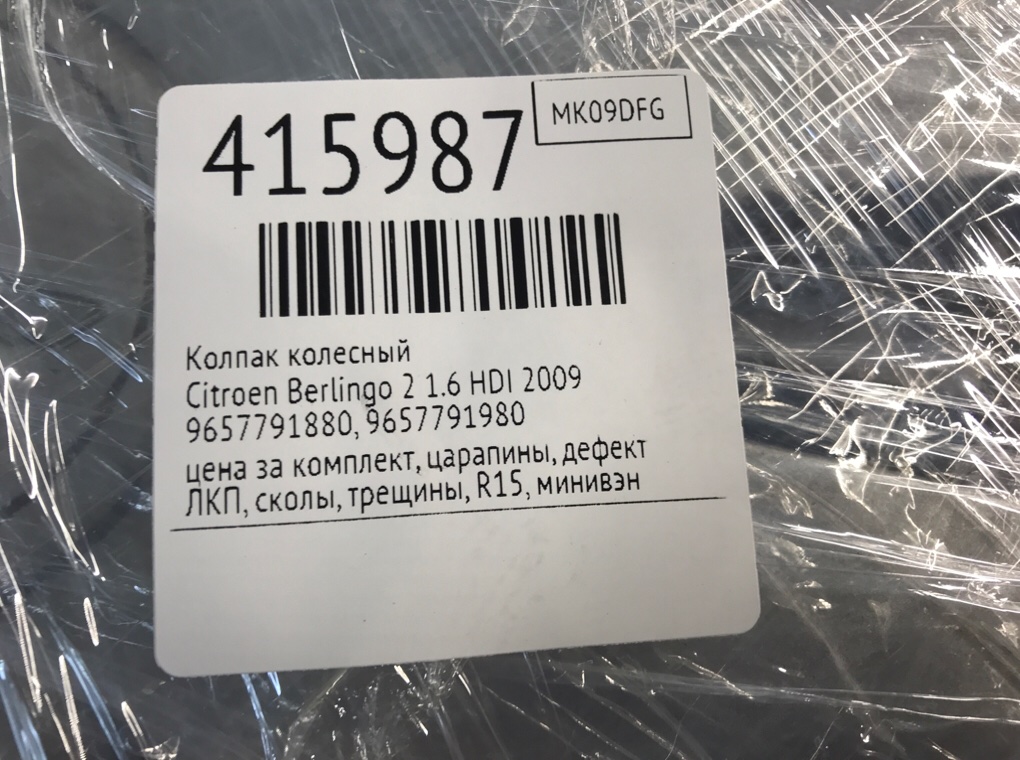 415987
MK09DFG
Колпак колесный
Citroen Berlingo 2 1.6 HDI 2009
9657791880, 9657791980
цена за комплект, царапины, дефект
ЛКП, сколы, трещины, R15, минивэн